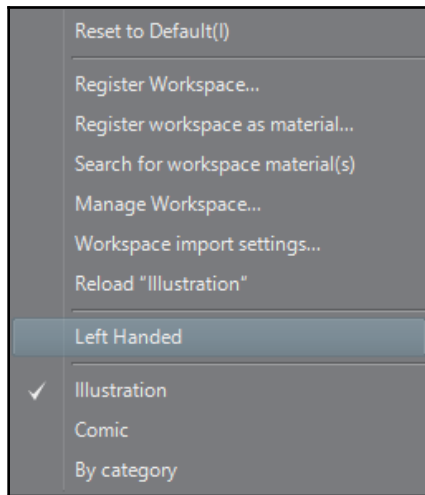 Reset to Default(I)
Register Workspace...
Register workspace as material...
Search for workspace material(s)
Manage Workspace...
Workspace import settings...
Reload "Illustration"
Left Handed
Illustration
Comic
By category